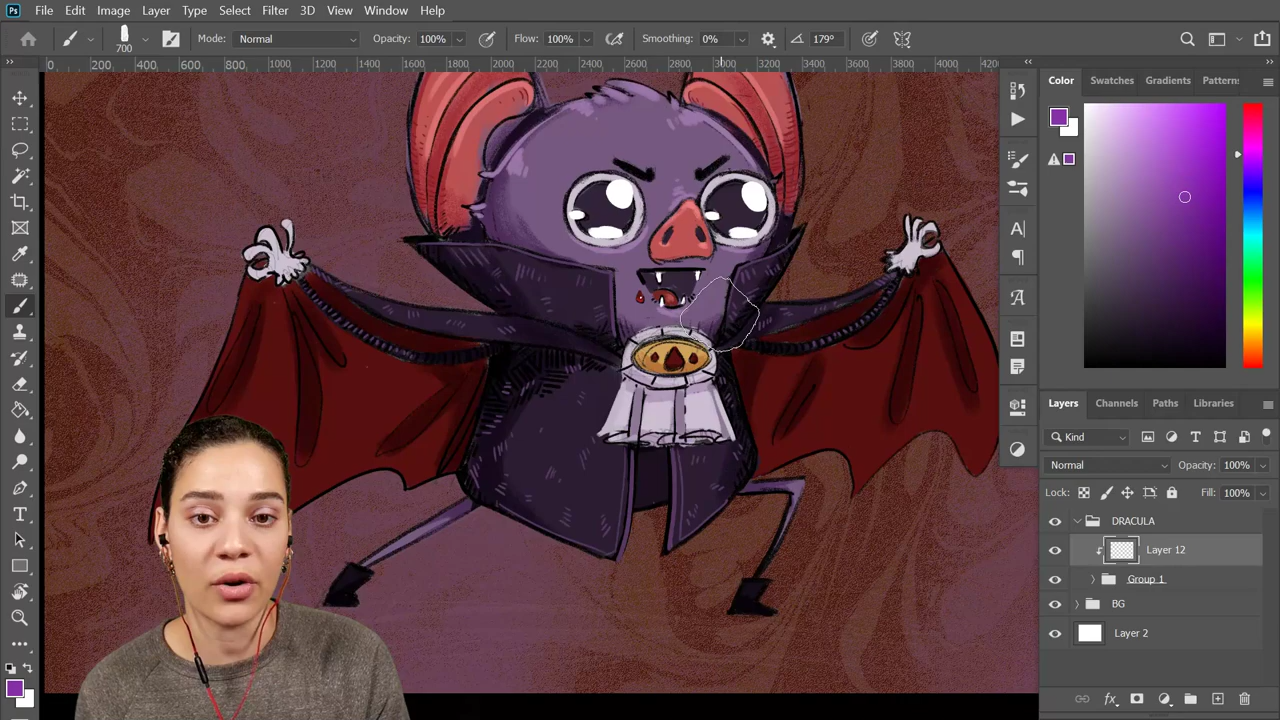 Ps File Edit Image Layer Type Select Filter 3D View Window Help
700 Mode: Normal Opacity: 100% Flow: 100% Smoothing: 0% 179°
0 200 400 600 800 1000 1200 1400 1600 1800 2000 2200 2400 2600 2800 3000 3200 3400 3600 3800 4000 4200
Color Swatches Gradients Pattern:
Layers Channels Paths Libraries
Kind
Normal Opacity: 100%
Lock: Fill: 100%
DRACULA
Layer 12
Group 1
BG
Layer 2